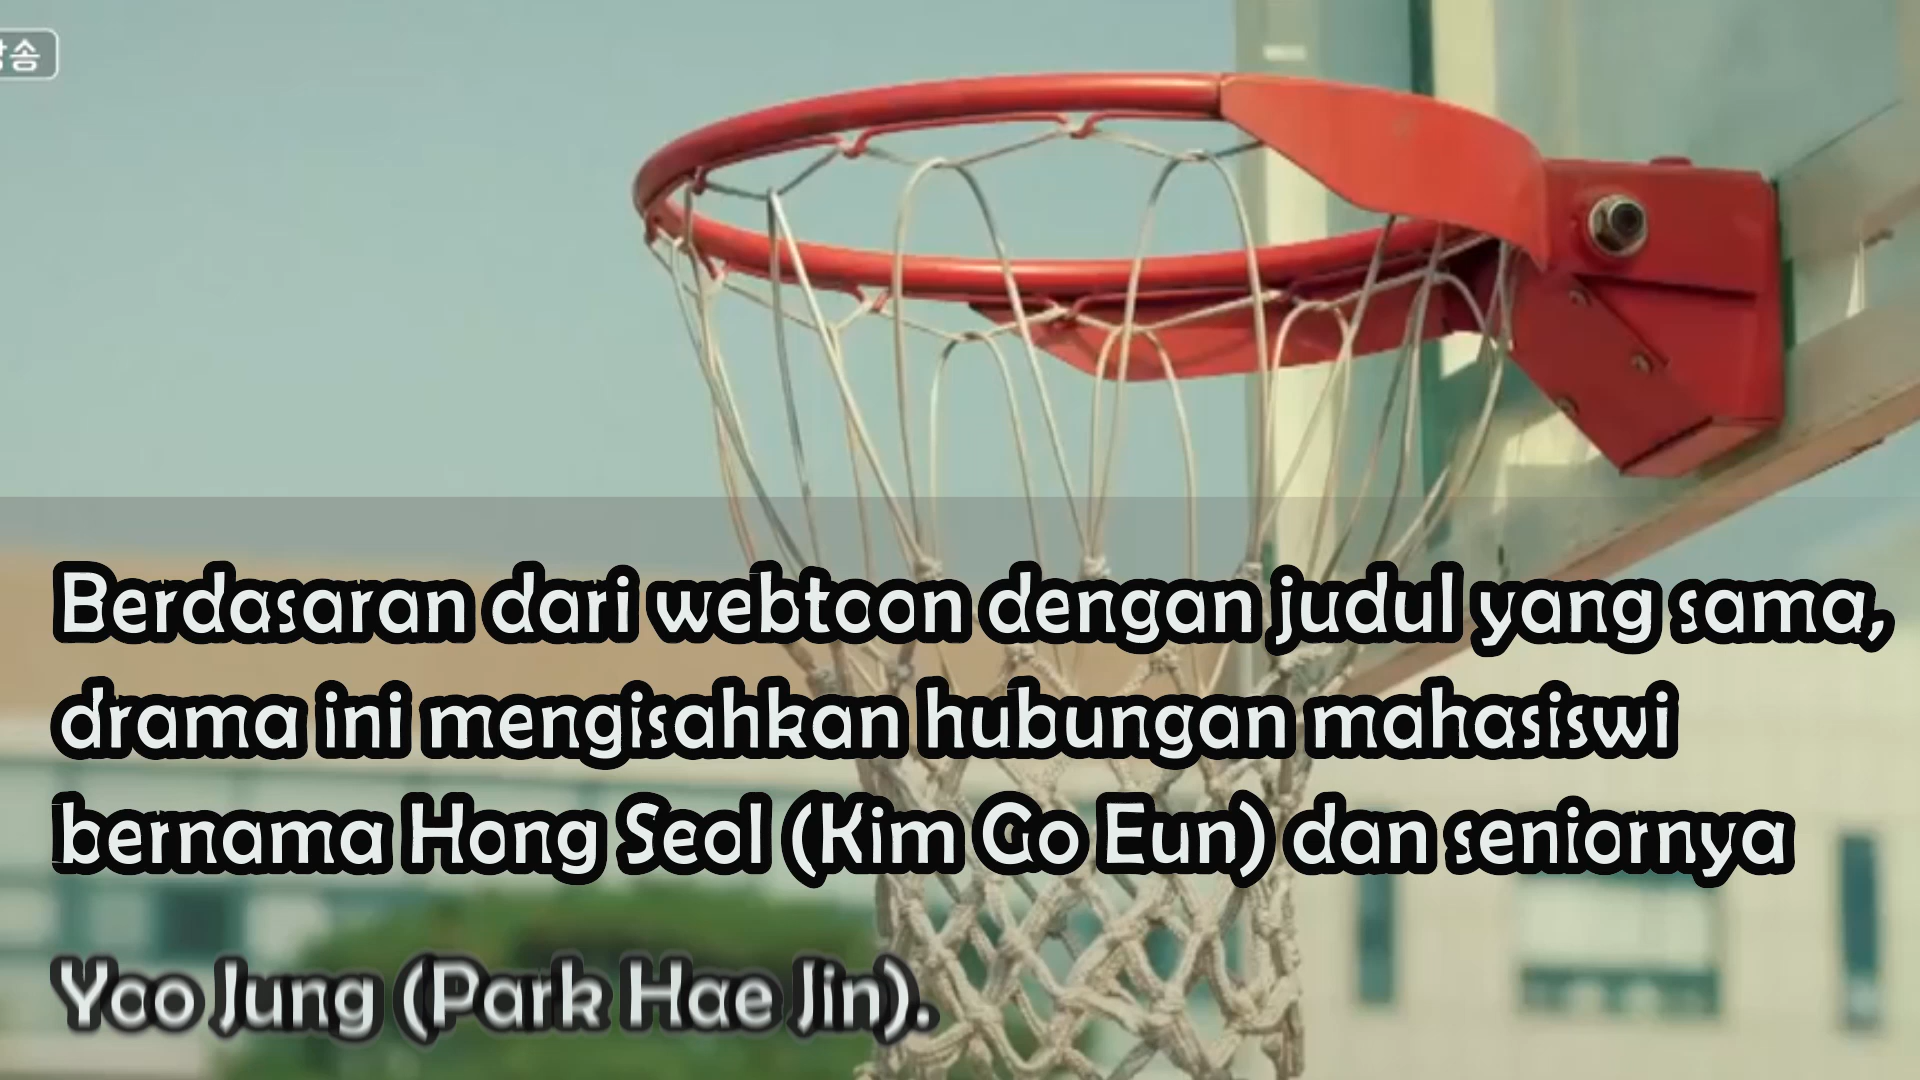 송
Berdasaran dari webtoon dengan judul yang sama,
drama ini mengisahkan hubungan mahasiswi
bernama Hong Seol (Kim Go Eun) dan seniornya
Yoo Jung (Park Hae Jin).